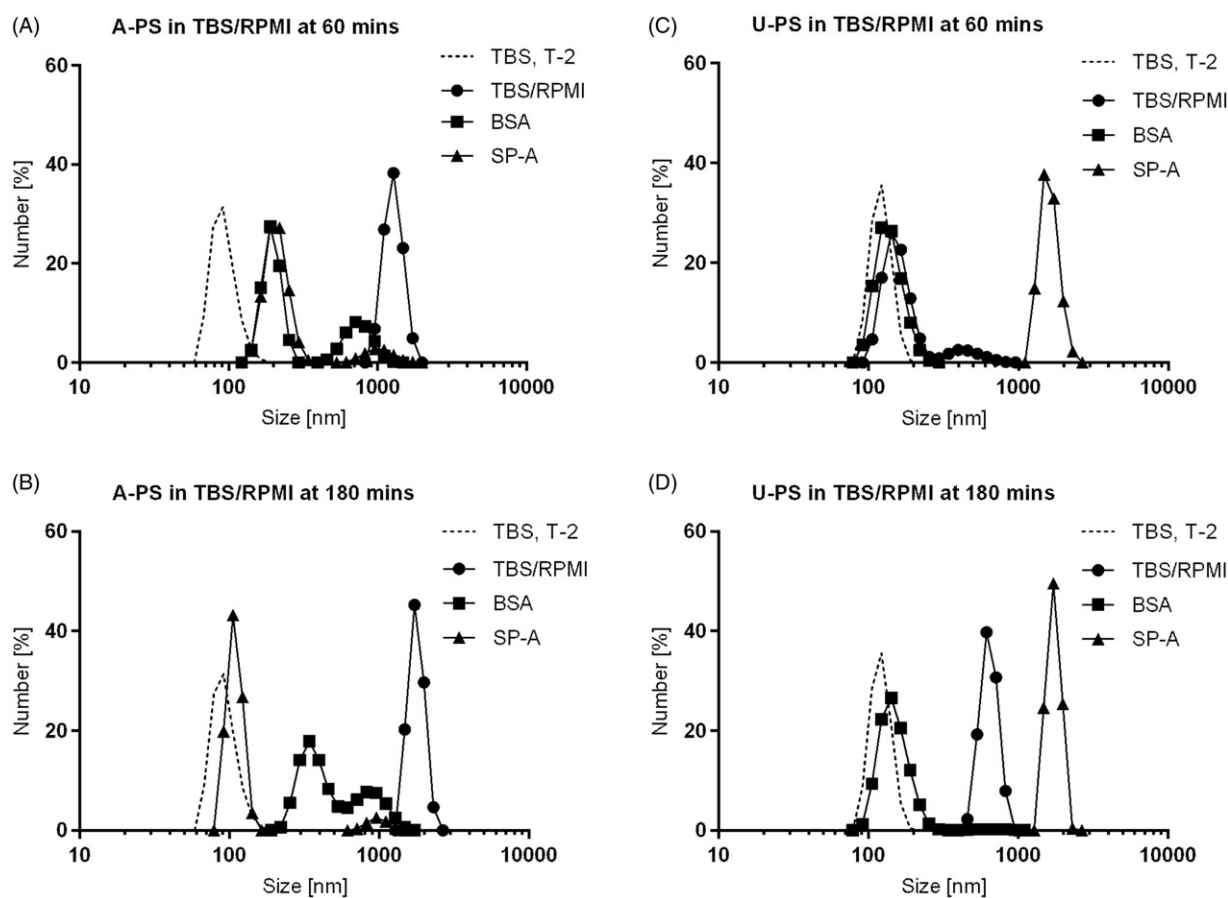 (A)
A-PS in TBS/RPMI at 60 mins
TBS, T-2
TBS/RPMI
BSA
SP-A
Number [%]
60
40
20
0
10
100
1000
10000
Size [nm]
(C)
U-PS in TBS/RPMI at 60 mins
TBS, T-2
TBS/RPMI
BSA
SP-A
Number [%]
60
40
20
0
10
100
1000
10000
Size [nm]
(B)
A-PS in TBS/RPMI at 180 mins
TBS, T-2
TBS/RPMI
BSA
SP-A
Number [%]
60
40
20
0
10
100
1000
10000
Size [nm]
(D)
U-PS in TBS/RPMI at 180 mins
TBS, T-2
TBS/RPMI
BSA
SP-A
Number [%]
60
40
20
0
10
100
1000
10000
Size [nm]